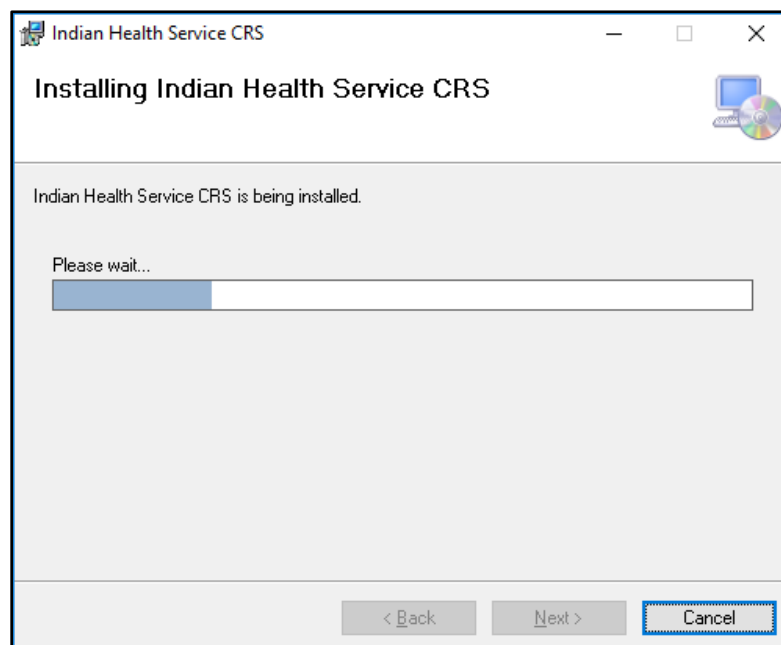 Indian Health Service CRS
Installing Indian Health Service CRS
Indian Health Service CRS is being installed.
Please wait...
< Back Next > Cancel